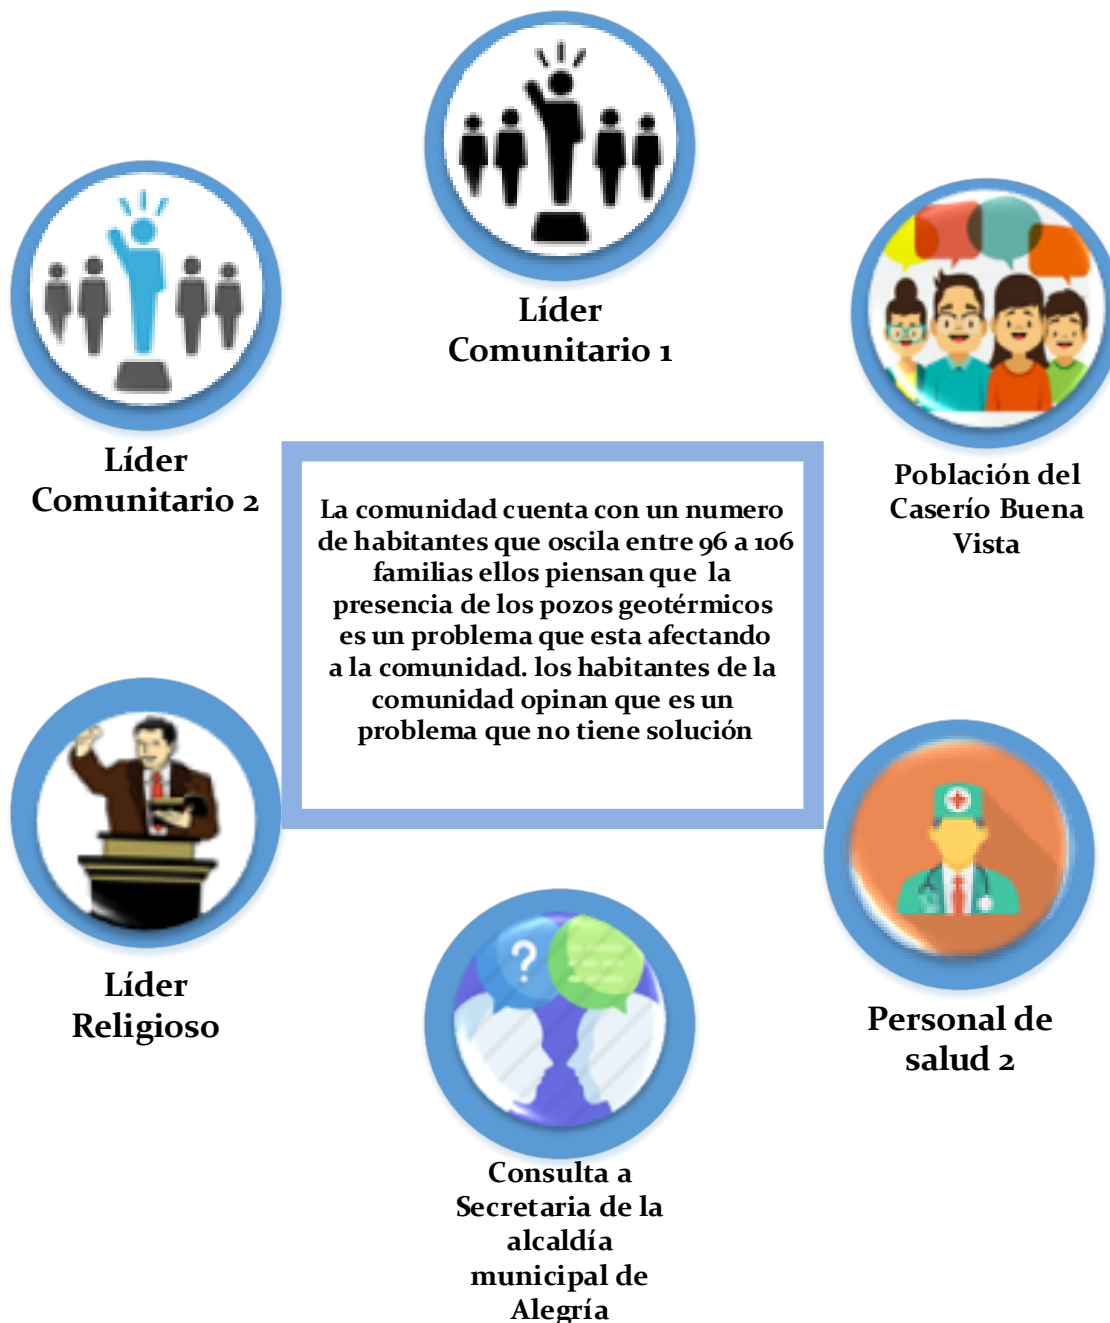 Líder
Comunitario 1
Líder
Comunitario 2
Población del
Caserío Buena
Vista
La comunidad cuenta con un numero
de habitantes que oscila entre 96 a 106
familias ellos piensan que la
presencia de los pozos geotérmicos
es un problema que esta afectando
a la comunidad. los habitantes de la
comunidad opinan que es un
problema que no tiene solución
Líder
Religioso
Personal de
salud 2
?
Consulta a
Secretaria de la
alcaldía
municipal de
Alegría